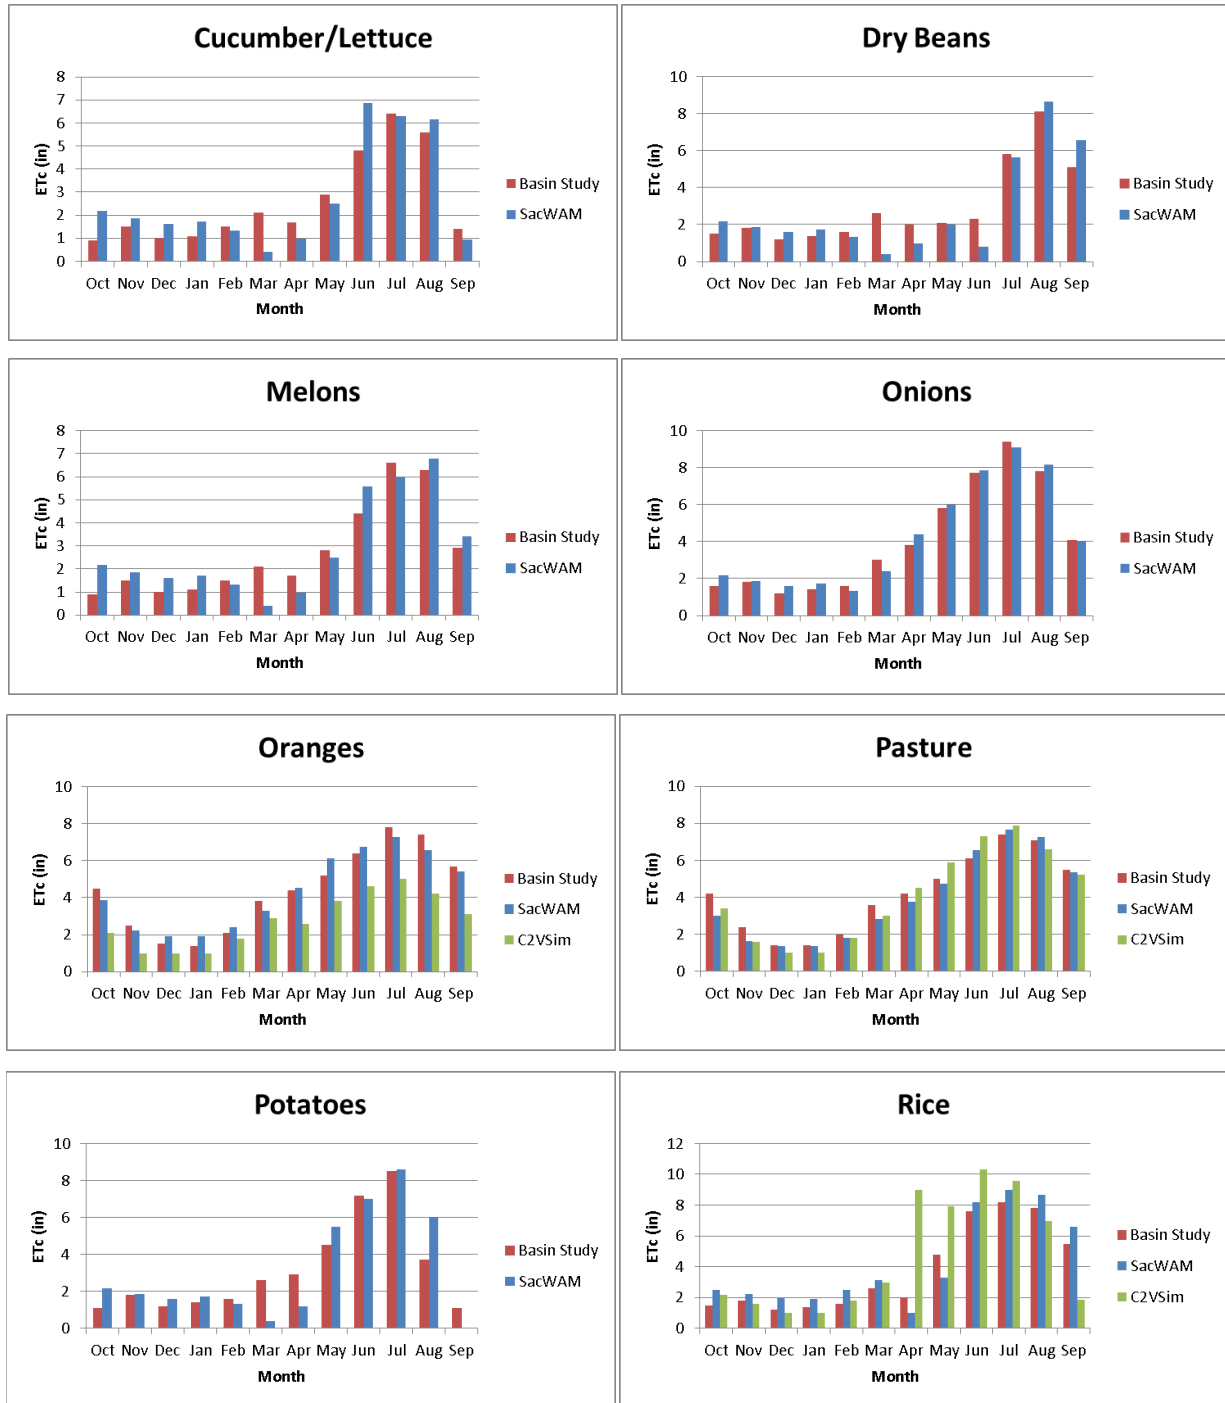 Cucumber/Lettuce
8
7
6
5
4
3
2
1
0
ETc (in)
Oct Nov Dec Jan Feb Mar Apr May Jun Jul Aug Sep
Month
Basin Study
SacWAM
Dry Beans
10
8
6
4
2
0
ETc (in)
Oct Nov Dec Jan Feb Mar Apr May Jun Jul Aug Sep
Month
Basin Study
SacWAM
Melons
8
7
6
5
4
3
2
1
0
ETc (in)
Oct Nov Dec Jan Feb Mar Apr May Jun Jul Aug Sep
Month
Basin Study
SacWAM
Onions
10
8
6
4
2
0
ETc (in)
Oct Nov Dec Jan Feb Mar Apr May Jun Jul Aug Sep
Month
Basin Study
SacWAM
Oranges
10
8
6
4
2
0
ETc (in)
Oct Nov Dec Jan Feb Mar Apr May Jun Jul Aug Sep
Month
Basin Study
SacWAM
C2VSim
Pasture
10
8
6
4
2
0
ETc (in)
Oct Nov Dec Jan Feb Mar Apr May Jun Jul Aug Sep
Month
Basin Study
SacWAM
C2VSim
Potatoes
10
8
6
4
2
0
ETc (in)
Oct Nov Dec Jan Feb Mar Apr May Jun Jul Aug Sep
Month
Basin Study
SacWAM
Rice
12
10
8
6
4
2
0
ETc (in)
Oct Nov Dec Jan Feb Mar Apr May Jun Jul Aug Sep
Month
Basin Study
SacWAM
C2VSim